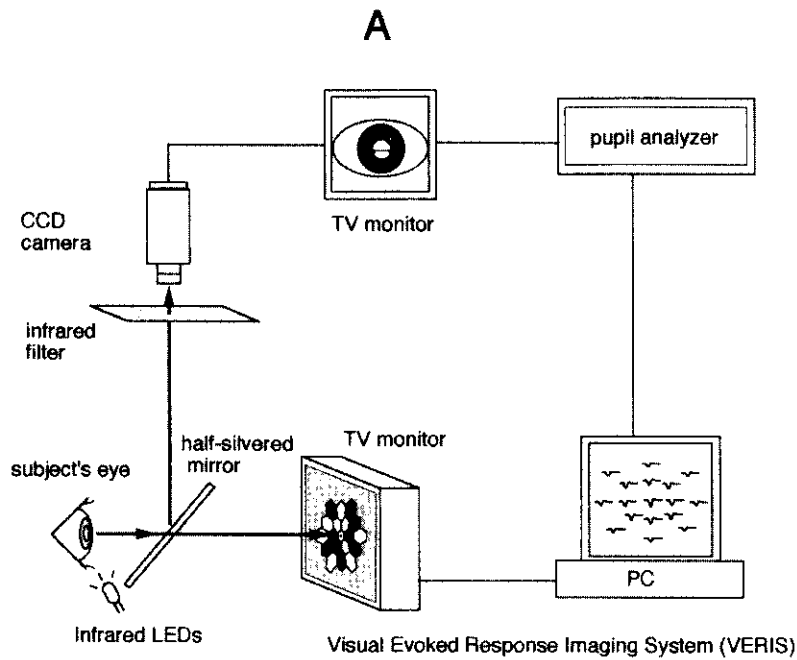 A
pupil analyzer
TV monitor
CCD
camera
infrared
filter
half-silvered
mirror
TV monitor
subject's eye
PC
Infrared LEDs
Visual Evoked Response Imaging System (VERIS)